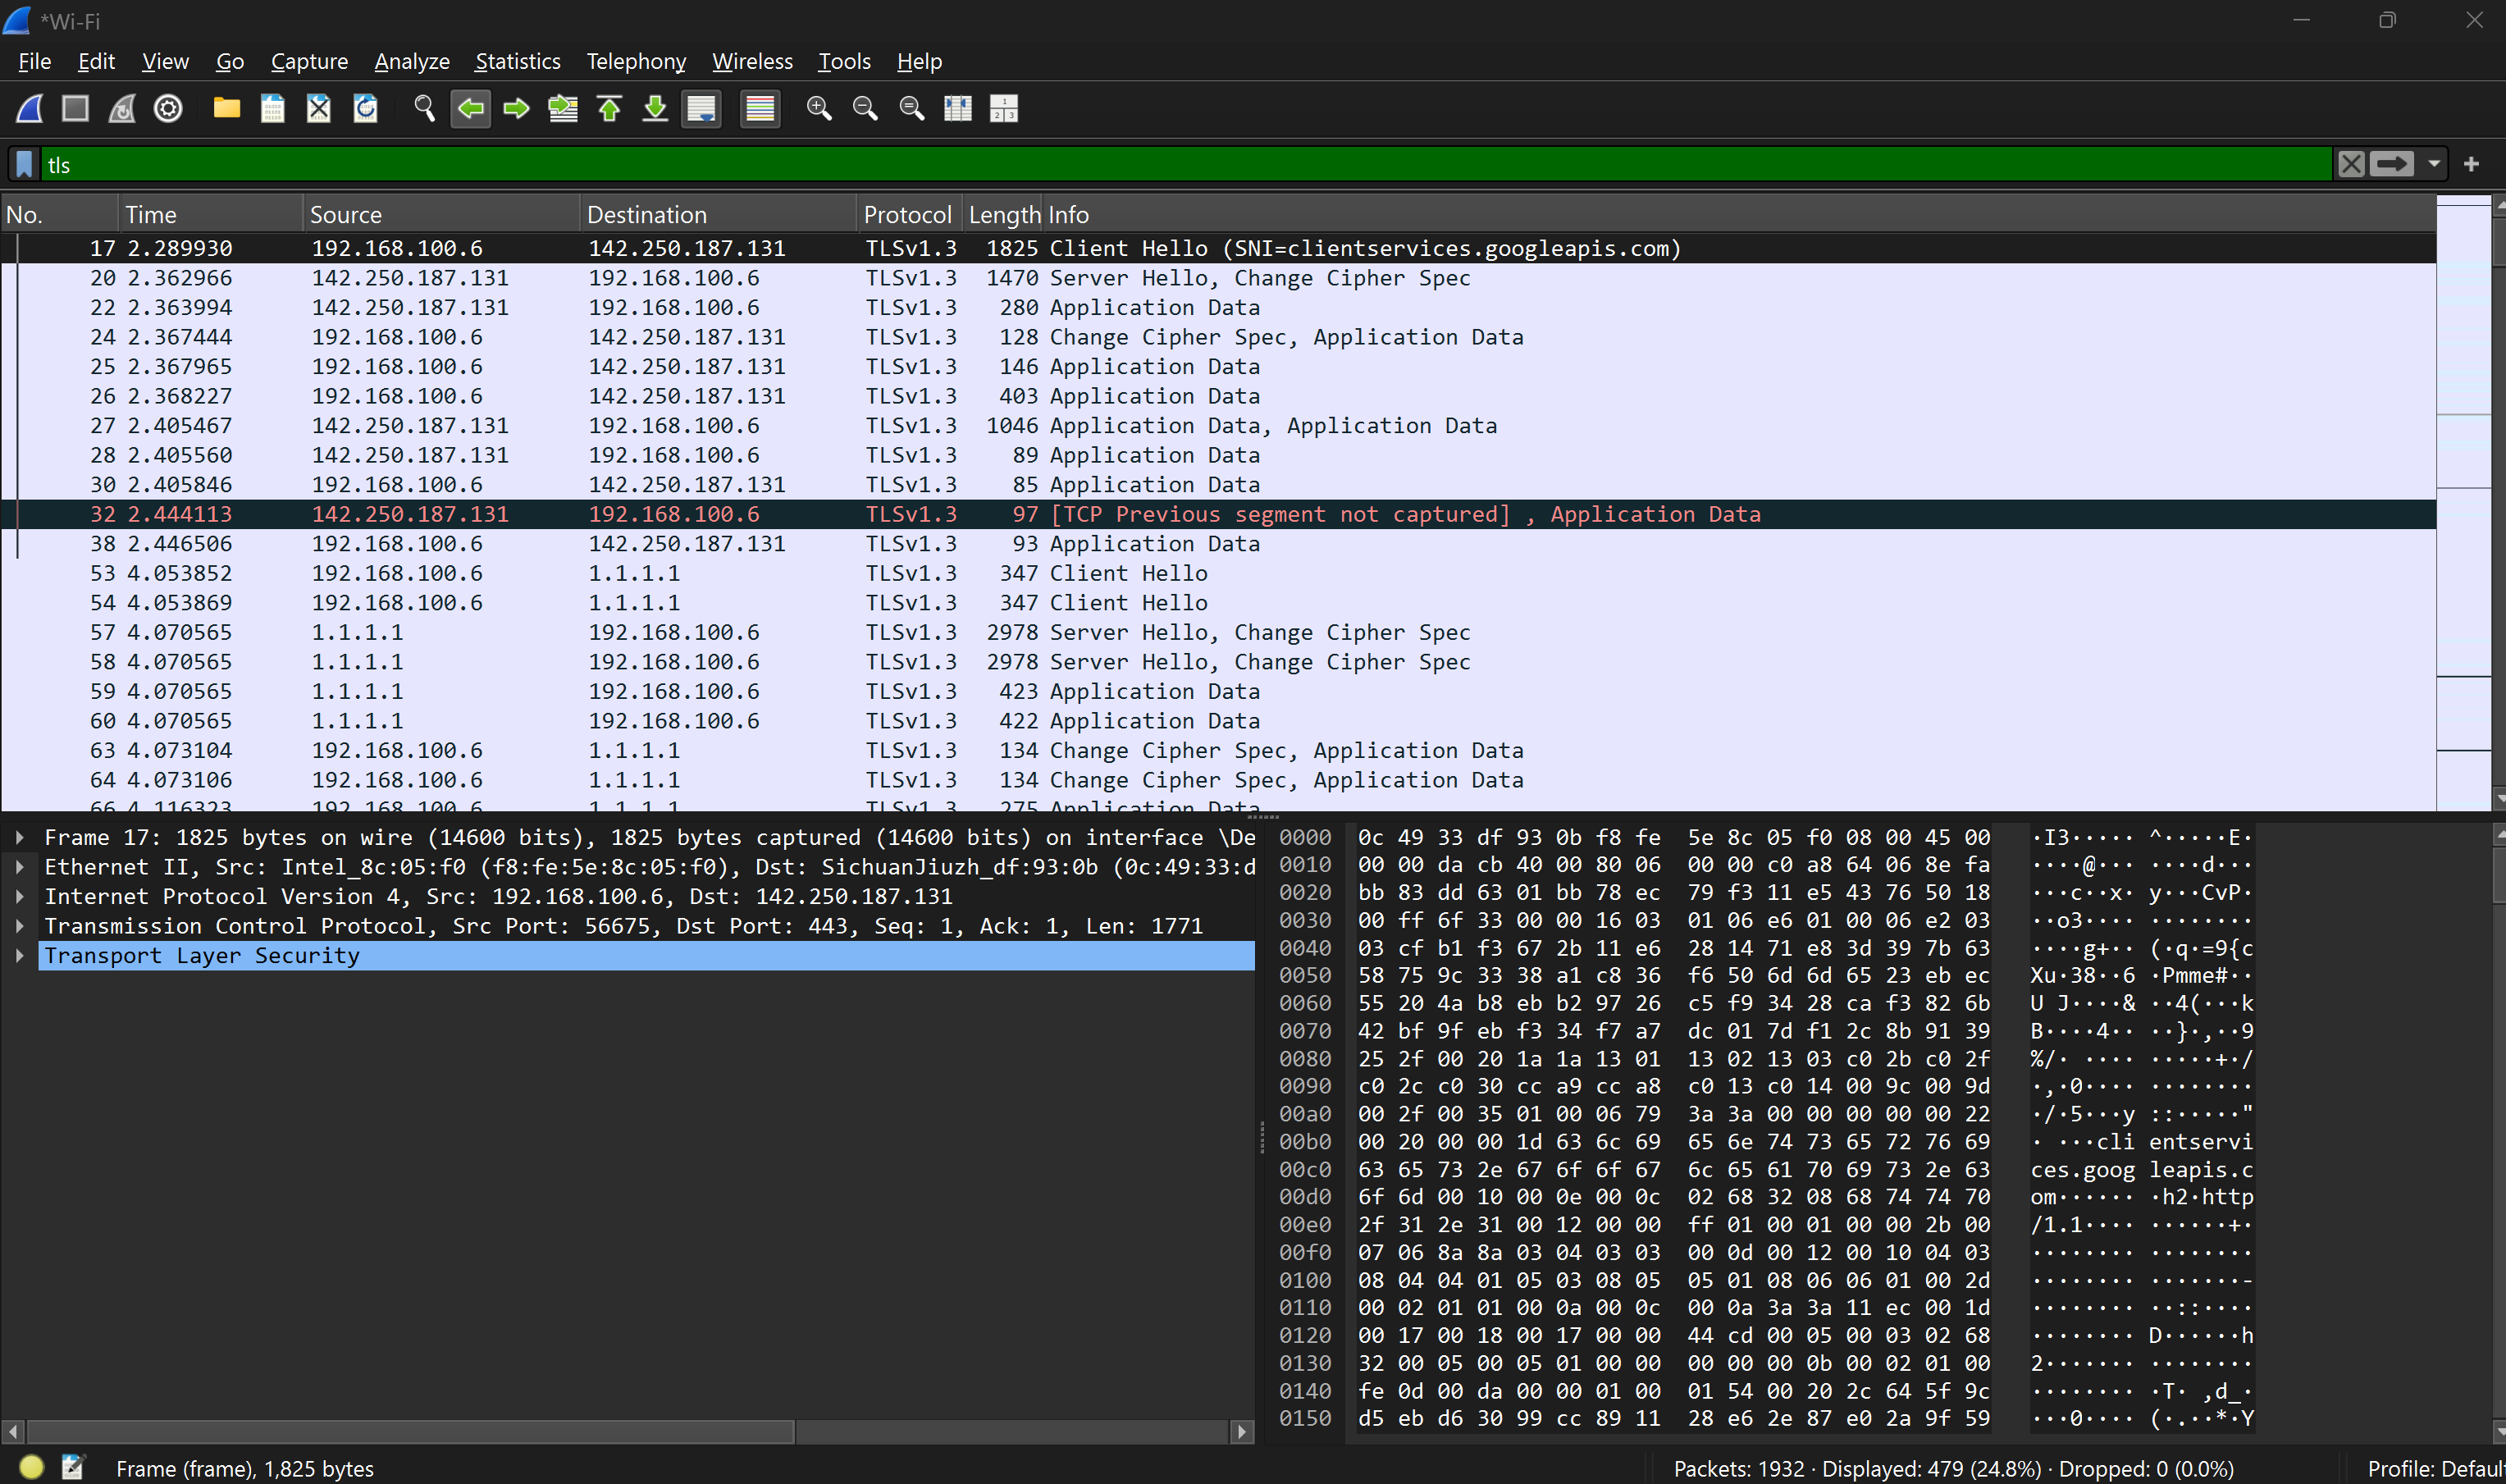 *Wi-Fi
File Edit View Go Capture Analyze Statistics Telephony Wireless Tools Help
tls
No. Time Source Destination Protocol Length Info
17 2.289930 192.168.100.6 142.250.187.131 TLSv1.3 1825 Client Hello (SNI=clientservices.googleapis.com)
20 2.362966 142.250.187.131 192.168.100.6 TLSv1.3 1470 Server Hello, Change Cipher Spec
22 2.363994 142.250.187.131 192.168.100.6 TLSv1.3 280 Application Data
24 2.367444 192.168.100.6 142.250.187.131 TLSv1.3 128 Change Cipher Spec, Application Data
25 2.367965 192.168.100.6 142.250.187.131 TLSv1.3 146 Application Data
26 2.368227 192.168.100.6 142.250.187.131 TLSv1.3 403 Application Data
27 2.405467 142.250.187.131 192.168.100.6 TLSv1.3 1046 Application Data, Application Data
28 2.405560 142.250.187.131 192.168.100.6 TLSv1.3 89 Application Data
30 2.405846 192.168.100.6 142.250.187.131 TLSv1.3 85 Application Data
32 2.444113 142.250.187.131 192.168.100.6 TLSv1.3 97 [TCP Previous segment not captured] , Application Data
38 2.446506 192.168.100.6 142.250.187.131 TLSv1.3 93 Application Data
53 4.053852 192.168.100.6 1.1.1.1 TLSv1.3 347 Client Hello
54 4.053869 192.168.100.6 1.1.1.1 TLSv1.3 347 Client Hello
57 4.070565 1.1.1.1 192.168.100.6 TLSv1.3 2978 Server Hello, Change Cipher Spec
58 4.070565 1.1.1.1 192.168.100.6 TLSv1.3 2978 Server Hello, Change Cipher Spec
59 4.070565 1.1.1.1 192.168.100.6 TLSv1.3 423 Application Data
60 4.070565 1.1.1.1 192.168.100.6 TLSv1.3 422 Application Data
63 4.073104 192.168.100.6 1.1.1.1 TLSv1.3 134 Change Cipher Spec, Application Data
64 4.073106 192.168.100.6 1.1.1.1 TLSv1.3 134 Change Cipher Spec, Application Data
66 4.116323 192.168.100.6 1.1.1.1 TLSv1.3 275 Application Data
Frame 17: 1825 bytes on wire (14600 bits), 1825 bytes captured (14600 bits) on interface \De
Ethernet II, Src: Intel_8c:05:f0 (f8:fe:5e:8c:05:f0), Dst: SichuanJiuzh_df:93:0b (0c:49:33:d
Internet Protocol Version 4, Src: 192.168.100.6, Dst: 142.250.187.131
Transmission Control Protocol, Src Port: 56675, Dst Port: 443, Seq: 1, Ack: 1, Len: 1771
Transport Layer Security
0000 0c 49 33 df 93 0b f8 fe 5e 8c 05 f0 08 00 45 00 ·I3····· ^·····E·
0010 00 00 da cb 40 00 80 06 00 00 c0 a8 64 06 8e fa ····@··· ····d···
0020 bb 83 dd 63 01 bb 78 ec 79 f3 11 e5 43 76 50 18 ···c··x· y···CvP·
0030 00 ff 6f 33 00 00 16 03 01 06 e6 01 00 06 e2 03 ··o3···· ········
0040 03 cf b1 f3 67 2b 11 e6 28 14 71 e8 3d 39 7b 63 ····g+·· (·q·=9{c
0050 58 75 9c 33 38 a1 c8 36 f6 50 6d 6d 65 23 eb ec Xu·38··6 ·Pmme#··
0060 55 20 4a b8 eb b2 97 26 c5 f9 34 28 ca f3 82 6b U J····& ··4(···k
0070 42 bf 9f eb f3 34 f7 a7 dc 01 7d f1 2c 8b 91 39 B····4·· ··}·,··9
0080 25 2f 00 20 1a 1a 13 01 13 02 13 03 c0 2b c0 2f %/· ···· ·····+·/
0090 c0 2c c0 30 cc a9 cc a8 c0 13 c0 14 00 9c 00 9d ·,·0···· ········
00a0 00 2f 00 35 01 00 06 79 3a 3a 00 00 00 00 00 22 ·/·5···y ::·····"
00b0 00 20 00 00 1d 63 6c 69 65 6e 74 73 65 72 76 69 · ···cli entservi
00c0 63 65 73 2e 67 6f 6f 67 6c 65 61 70 69 73 2e 63 ces.goog leapis.c
00d0 6f 6d 00 10 00 0e 00 0c 02 68 32 08 68 74 74 70 om······ ·h2·http
00e0 2f 31 2e 31 00 12 00 00 ff 01 00 01 00 00 2b 00 /1.1···· ······+·
00f0 07 06 8a 8a 03 04 03 03 00 0d 00 12 00 10 04 03 ········ ········
0100 08 04 04 01 05 03 08 05 05 01 08 06 06 01 00 2d ········ ·······-
0110 00 02 01 01 00 0a 00 0c 00 0a 3a 3a 11 ec 00 1d ········ ··::····
0120 00 17 00 18 00 17 00 00 44 cd 00 05 00 03 02 68 ········ D······h
0130 32 00 05 00 05 01 00 00 00 00 00 0b 00 02 01 00 2······· ········
0140 fe 0d 00 da 00 00 01 00 01 54 00 20 2c 64 5f 9c ········ ·T· ,d_·
0150 d5 eb d6 30 99 cc 89 11 28 e6 2e 87 e0 2a 9f 59 ···0···· (·.··*·Y
Frame (frame), 1,825 bytes Packets: 1932 · Displayed: 479 (24.8%) · Dropped: 0 (0.0%) Profile: Defaul